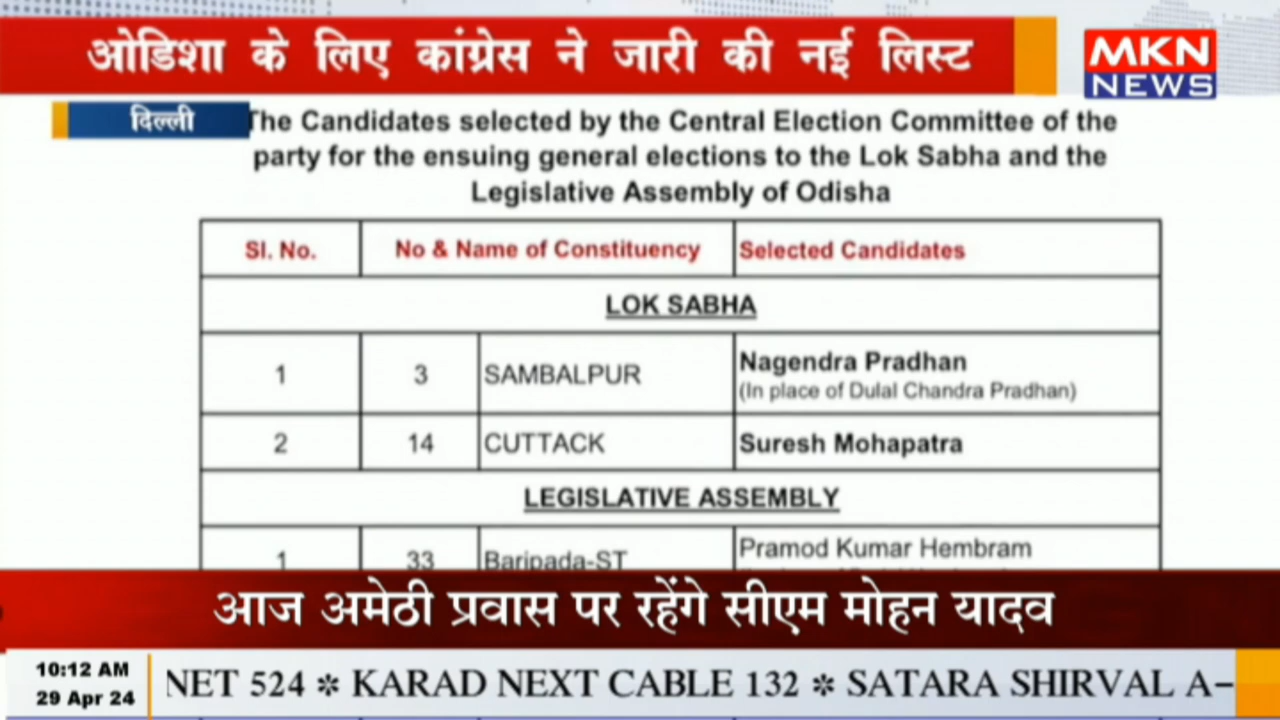 ओडिशा के लिए कांग्रेस ने जारी की नई लिस्ट
MKN
NEWS
दिल्ली
The Candidates selected by the Central Election Committee of the
party for the ensuing general elections to the Lok Sabha and the
Legislative Assembly of Odisha
Sl. No. No & Name of Constituency Selected Candidates
LOK SABHA
1 3 SAMBALPUR Nagendra Pradhan
(In place of Dulal Chandra Pradhan)
2 14 CUTTACK Suresh Mohapatra
LEGISLATIVE ASSEMBLY
1 33 Baripada-ST Pramod Kumar Hembram
आज अमेठी प्रवास पर रहेंगे सीएम मोहन यादव
10:12 AM
29 Apr 24
NET 524 * KARAD NEXT CABLE 132 * SATARA SHIRVAL A-